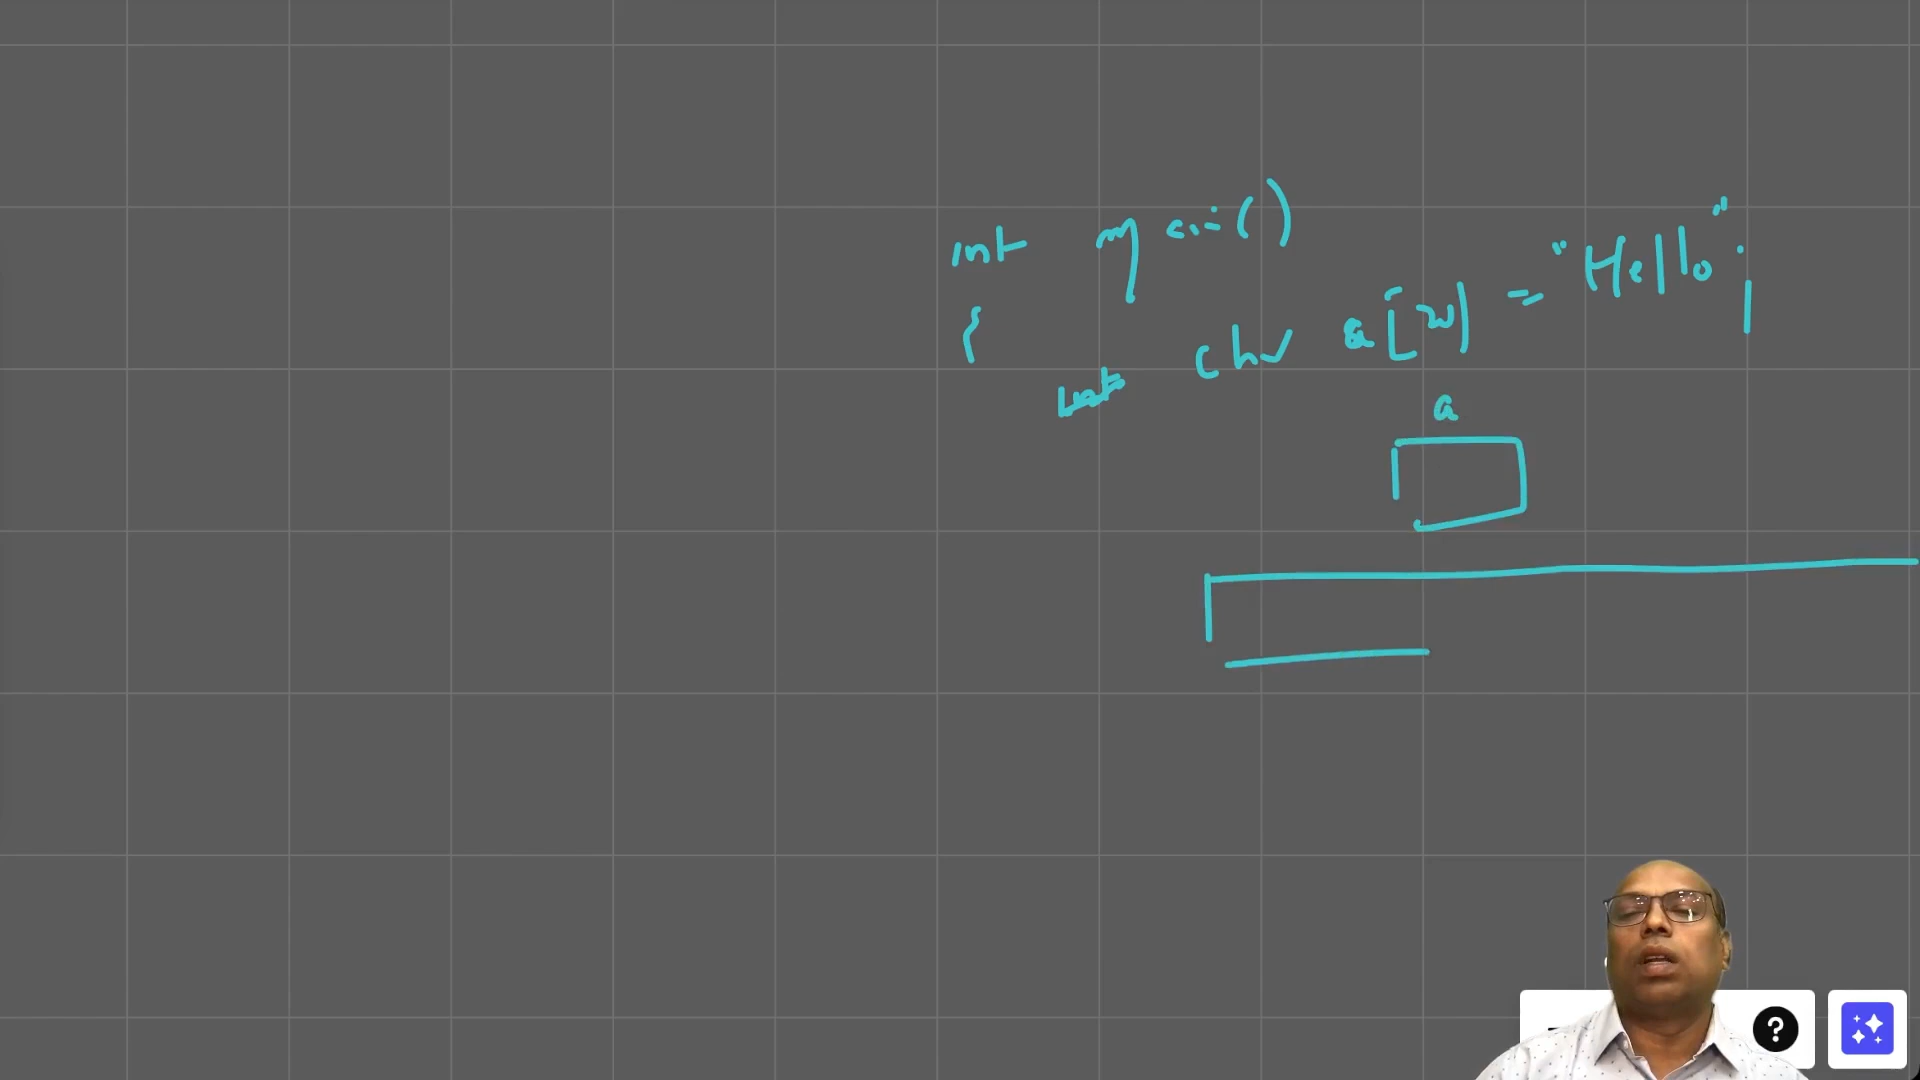 int main()
{
char a[20] = "Hello";
a
?